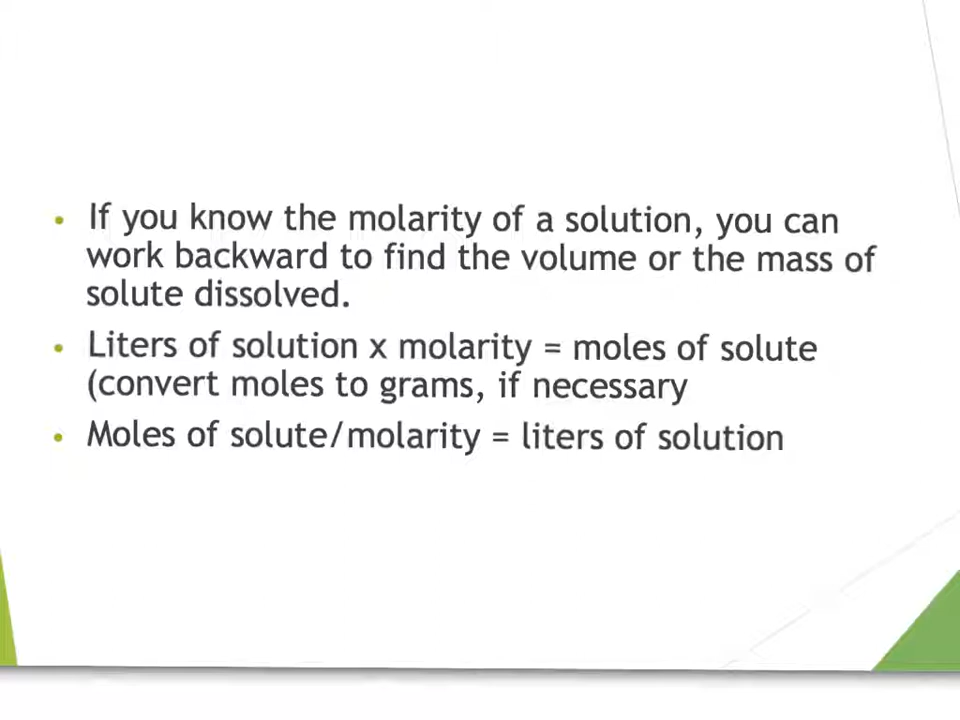 • If you know the molarity of a solution, you can
work backward to find the volume or the mass of
solute dissolved.
• Liters of solution x molarity = moles of solute
(convert moles to grams, if necessary
• Moles of solute/molarity = liters of solution